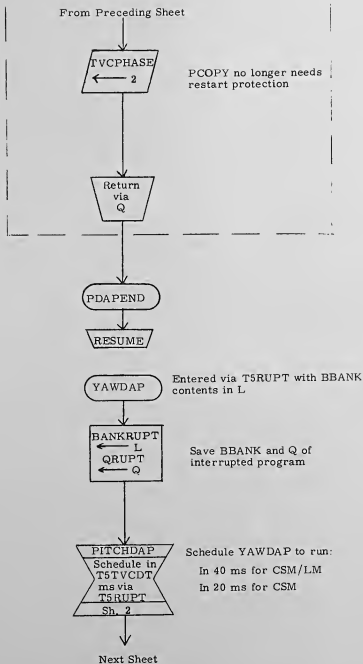 From Preceding Sheet
TVCPHASE
← 2
PCOPY no longer needs
restart protection
Return
via
Q
PDAPEND
RESUME
YAWDAP
Entered via T5RUPT with BBANK
contents in L
BANKRUPT
← L
QRUPT
← Q
Save BBANK and Q of
interrupted program
PITCHDAP
Schedule in
T5TVCDT
ms via
T5RUPT
Sh. 2
Schedule YAWDAP to run:
In 40 ms for CSM/LM
In 20 ms for CSM
Next Sheet